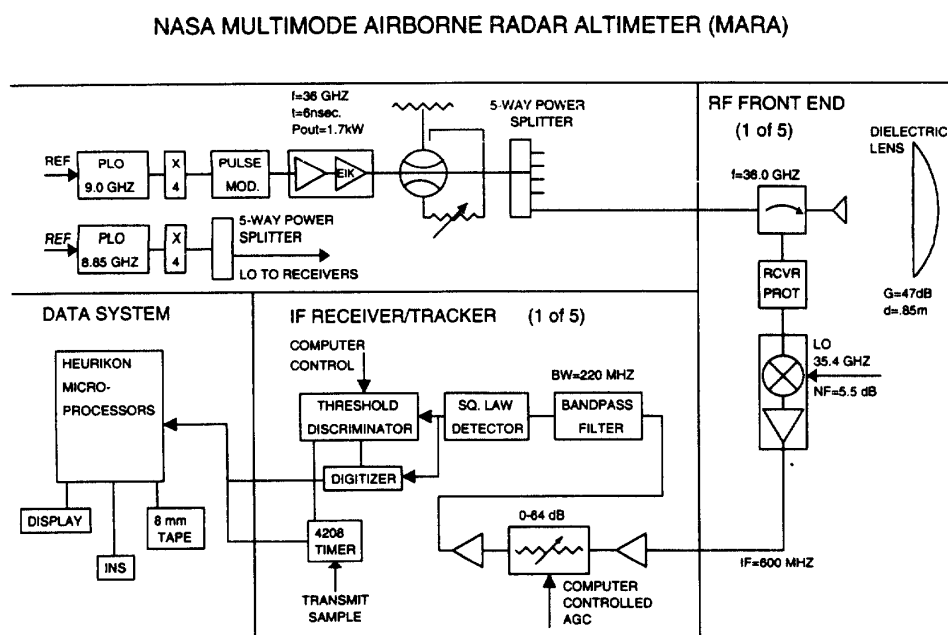 NASA MULTIMODE AIRBORNE RADAR ALTIMETER (MARA)
f=36 GHZ
t=6nsec.
Pout=1.7kW
5-WAY POWER
SPLITTER
REF
PLO
9.0 GHZ
X
4
PULSE
MOD.
EIK
REF
PLO
8.85 GHZ
X
4
5-WAY POWER
SPLITTER
LO TO RECEIVERS
RF FRONT END
(1 of 5)
DIELECTRIC
LENS
f=36.0 GHZ
RCVR
PROT
G=47dB
d=.85m
LO
35.4 GHZ
NF=5.5 dB
IF=600 MHZ
DATA SYSTEM
HEURIKON
MICRO-
PROCESSORS
DISPLAY
INS
8 mm
TAPE
IF RECEIVER/TRACKER (1 of 5)
COMPUTER
CONTROL
THRESHOLD
DISCRIMINATOR
SQ. LAW
DETECTOR
BW=220 MHZ
BANDPASS
FILTER
DIGITIZER
4208
TIMER
TRANSMIT
SAMPLE
0-64 dB
COMPUTER
CONTROLLED
AGC